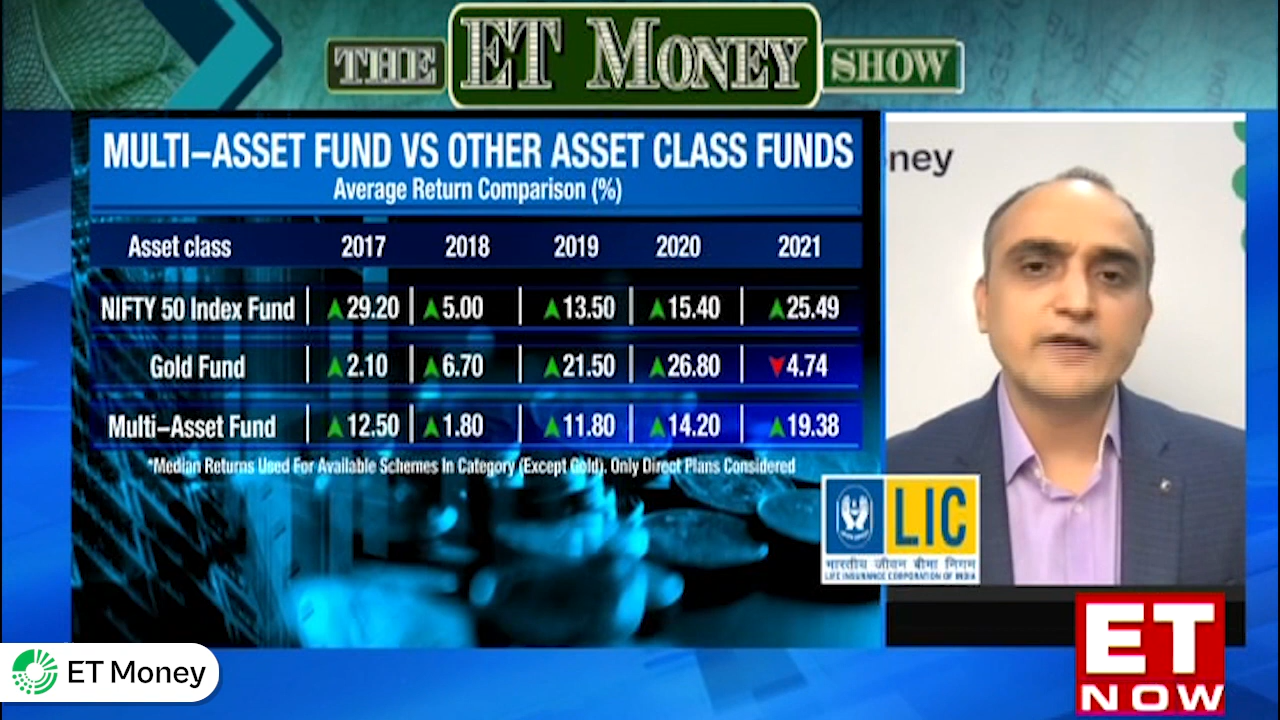 THE ET MONEY SHOW
MULTI–ASSET FUND VS OTHER ASSET CLASS FUNDS
Average Return Comparison (%)
Asset class 2017 2018 2019 2020 2021
NIFTY 50 Index Fund ▲29.20 ▲5.00 ▲13.50 ▲15.40 ▲25.49
Gold Fund ▲2.10 ▲6.70 ▲21.50 ▲26.80 ▼4.74
Multi–Asset Fund ▲12.50 ▲1.80 ▲11.80 ▲14.20 ▲19.38
*Median Returns Used For Available Schemes In Category (Except Gold). Only Direct Plans Considered
ney
LIC
भारतीय जीवन बीमा निगम
LIFE INSURANCE CORPORATION OF INDIA
ET Money
ET
NOW